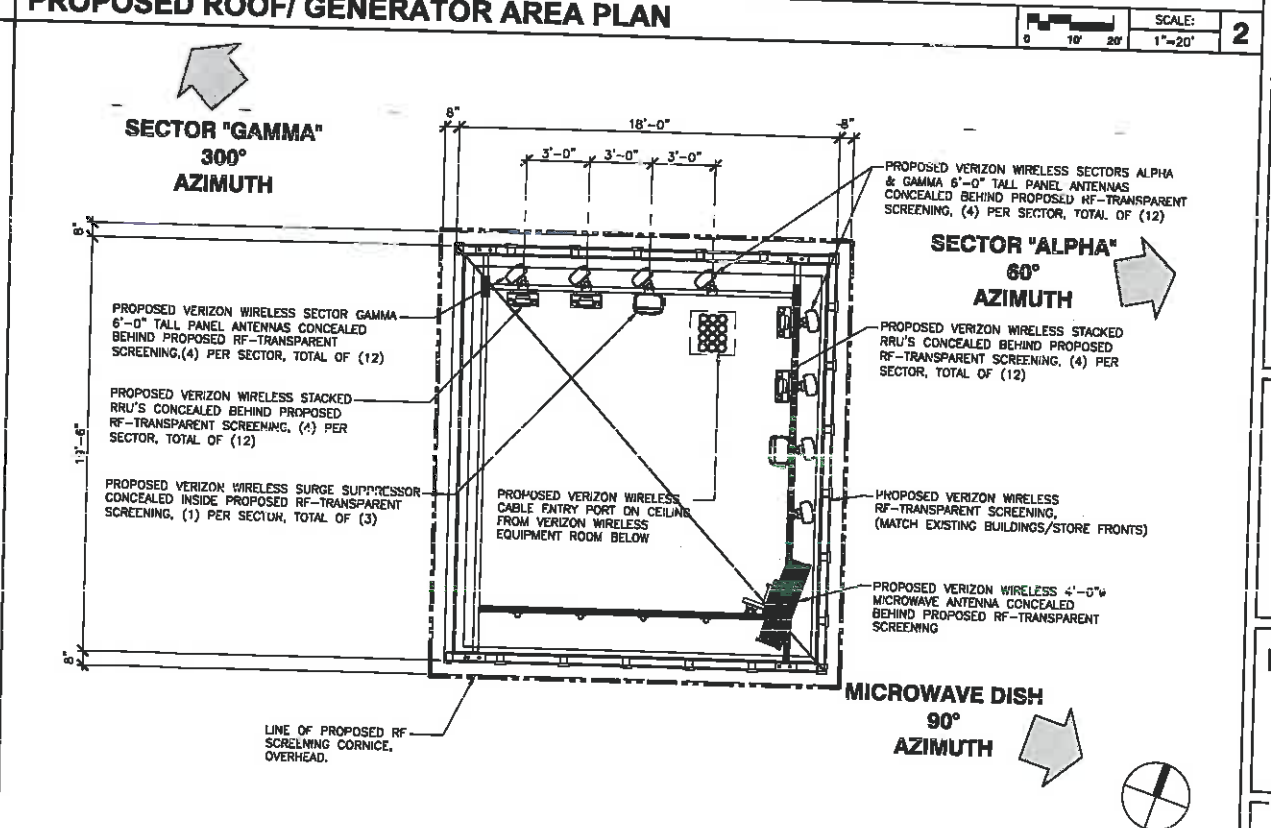 PROPOSED ROOF/ GENERATOR AREA PLAN
0 10' 20'
SCALE:
1"=20'
2
SECTOR "GAMMA"
300°
AZIMUTH
8"
18'-0"
8"
3'-0" 3'-0" 3'-0"
PROPOSED VERIZON WIRELESS SECTORS ALPHA
& GAMMA 6'-0" TALL PANEL ANTENNAS
CONCEALED BEHIND PROPOSED RF-TRANSPARENT
SCREENING, (4) PER SECTOR, TOTAL OF (12)
SECTOR "ALPHA"
60°
AZIMUTH
8"
PROPOSED VERIZON WIRELESS SECTOR GAMMA
6'-0" TALL PANEL ANTENNAS CONCEALED
BEHIND PROPOSED RF-TRANSPARENT
SCREENING,(4) PER SECTOR, TOTAL OF (12)
PROPOSED VERIZON WIRELESS STACKED
RRU'S CONCEALED BEHIND PROPOSED
RF-TRANSPARENT SCREENING, (4) PER
SECTOR, TOTAL OF (12)
PROPOSED VERIZON WIRELESS STACKED
RRU'S CONCEALED BEHIND PROPOSED
RF-TRANSPARENT SCREENING, (4) PER
SECTOR, TOTAL OF (12)
PROPOSED VERIZON WIRELESS SURGE SUPPRESSOR
CONCEALED INSIDE PROPOSED RF-TRANSPARENT
SCREENING, (1) PER SECTOR, TOTAL OF (3)
PROPOSED VERIZON WIRELESS
CABLE ENTRY PORT ON CEILING
FROM VERIZON WIRELESS
EQUIPMENT ROOM BELOW
PROPOSED VERIZON WIRELESS
RF-TRANSPARENT SCREENING,
(MATCH EXISTING BUILDINGS/STORE FRONTS)
PROPOSED VERIZON WIRELESS 4'-0"ø
MICROWAVE ANTENNA CONCEALED
BEHIND PROPOSED RF-TRANSPARENT
SCREENING
8"
LINE OF PROPOSED RF
SCREENING CORNICE,
OVERHEAD.
MICROWAVE DISH
90°
AZIMUTH